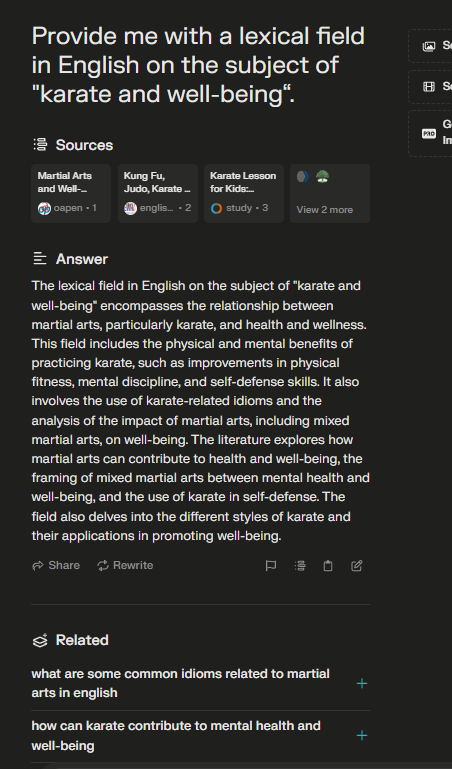 Provide me with a lexical field
in English on the subject of
"karate and well-being“.
Sources
Martial Arts
and Well-...
oapen • 1
Kung Fu,
Judo, Karate ...
englis... • 2
Karate Lesson
for Kids:...
study • 3
View 2 more
Answer
The lexical field in English on the subject of "karate and
well-being" encompasses the relationship between
martial arts, particularly karate, and health and wellness.
This field includes the physical and mental benefits of
practicing karate, such as improvements in physical
fitness, mental discipline, and self-defense skills. It also
involves the use of karate-related idioms and the
analysis of the impact of martial arts, including mixed
martial arts, on well-being. The literature explores how
martial arts can contribute to health and well-being, the
framing of mixed martial arts between mental health and
well-being, and the use of karate in self-defense. The
field also delves into the different styles of karate and
their applications in promoting well-being.
Share
Rewrite
Related
what are some common idioms related to martial
arts in english
how can karate contribute to mental health and
well-being
PRO